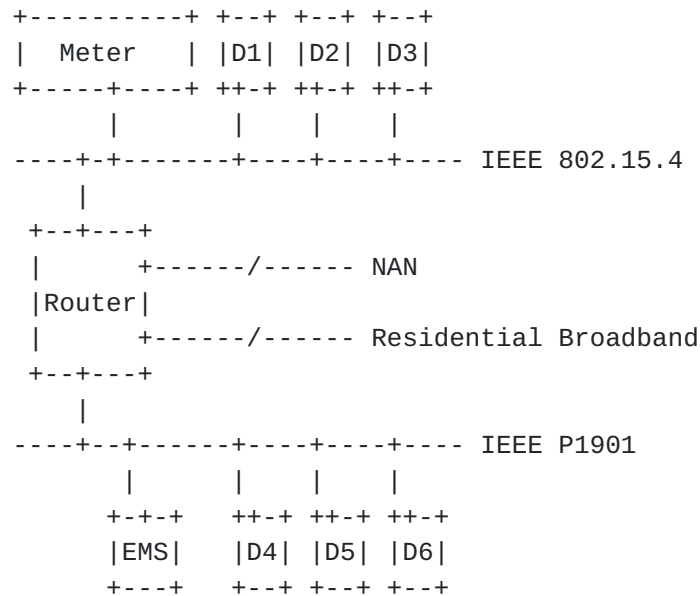 Meter D1 D2 D3
IEEE 802.15.4
NAN
Router
Residential Broadband
IEEE P1901
EMS D4 D5 D6